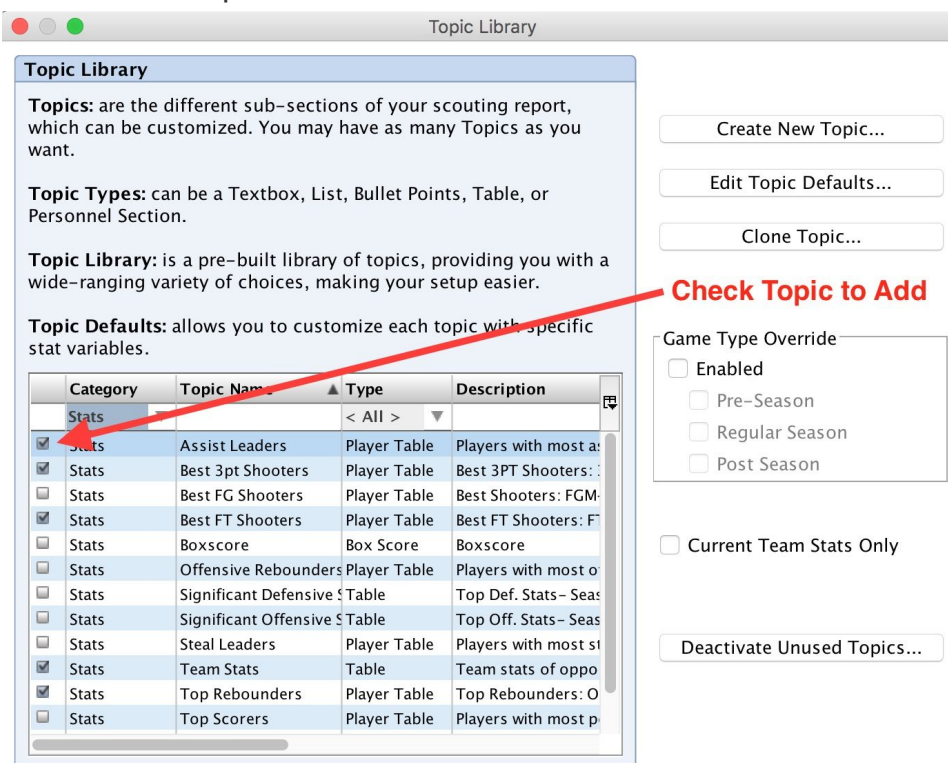 Topic Library
Topic Library
Topics: are the different sub-sections of your scouting report,
which can be customized. You may have as many Topics as you
want.
Topic Types: can be a Textbox, List, Bullet Points, Table, or
Personnel Section.
Topic Library: is a pre-built library of topics, providing you with a
wide-ranging variety of choices, making your setup easier.
Topic Defaults: allows you to customize each topic with specific
stat variables.
Category Topic Name Type Description
Stats < All >
Stats Assist Leaders Player Table Players with most as
Stats Best 3pt Shooters Player Table Best 3PT Shooters:
Stats Best FG Shooters Player Table Best Shooters: FGM-
Stats Best FT Shooters Player Table Best FT Shooters: FT
Stats Boxscore Box Score Boxscore
Stats Offensive Rebounders Player Table Players with most o
Stats Significant Defensive S Table Top Def. Stats- Seas
Stats Significant Offensive S Table Top Off. Stats- Seas
Stats Steal Leaders Player Table Players with most st
Stats Team Stats Table Team stats of oppo
Stats Top Rebounders Player Table Top Rebounders: O
Stats Top Scorers Player Table Players with most p
Create New Topic...
Edit Topic Defaults...
Clone Topic...
Check Topic to Add
Game Type Override
Enabled
Pre-Season
Regular Season
Post Season
Current Team Stats Only
Deactivate Unused Topics...